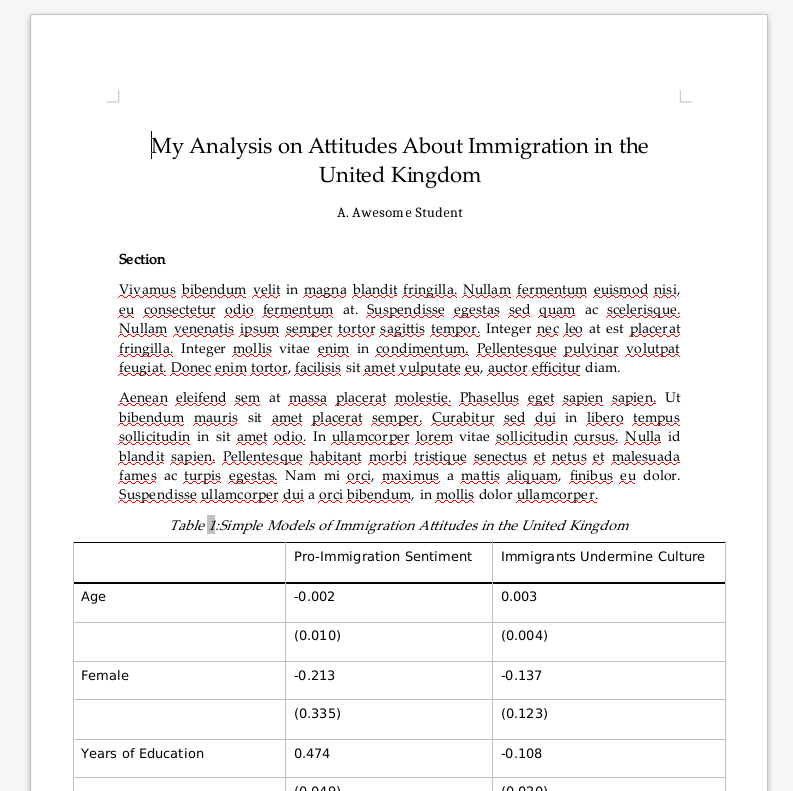 My Analysis on Attitudes About Immigration in the
United Kingdom
A. Awesome Student
Section
Vivamus bibendum velit in magna blandit fringilla. Nullam fermentum euismod nisi,
eu consectetur odio fermentum at. Suspendisse egestas sed quam ac scelerisque.
Nullam venenatis ipsum semper tortor sagittis tempor. Integer nec leo at est placerat
fringilla. Integer mollis vitae enim in condimentum. Pellentesque pulvinar volutpat
feugiat. Donec enim tortor, facilisis sit amet vulputate eu, auctor efficitur diam.
Aenean eleifend sem at massa placerat molestie. Phasellus eget sapien sapien. Ut
bibendum mauris sit amet placerat semper. Curabitur sed dui in libero tempus
sollicitudin in sit amet odio. In ullamcorper lorem vitae sollicitudin cursus. Nulla id
blandit sapien. Pellentesque habitant morbi tristique senectus et netus et malesuada
fames ac turpis egestas. Nam mi orci, maximus a mattis aliquam, finibus eu dolor.
Suspendisse ullamcorper dui a orci bibendum, in mollis dolor ullamcorper.
Table 1:Simple Models of Immigration Attitudes in the United Kingdom
Pro-Immigration Sentiment Immigrants Undermine Culture
Age -0.002 0.003
(0.010) (0.004)
Female -0.213 -0.137
(0.335) (0.123)
Years of Education 0.474 -0.108
(0.049) (0.020)